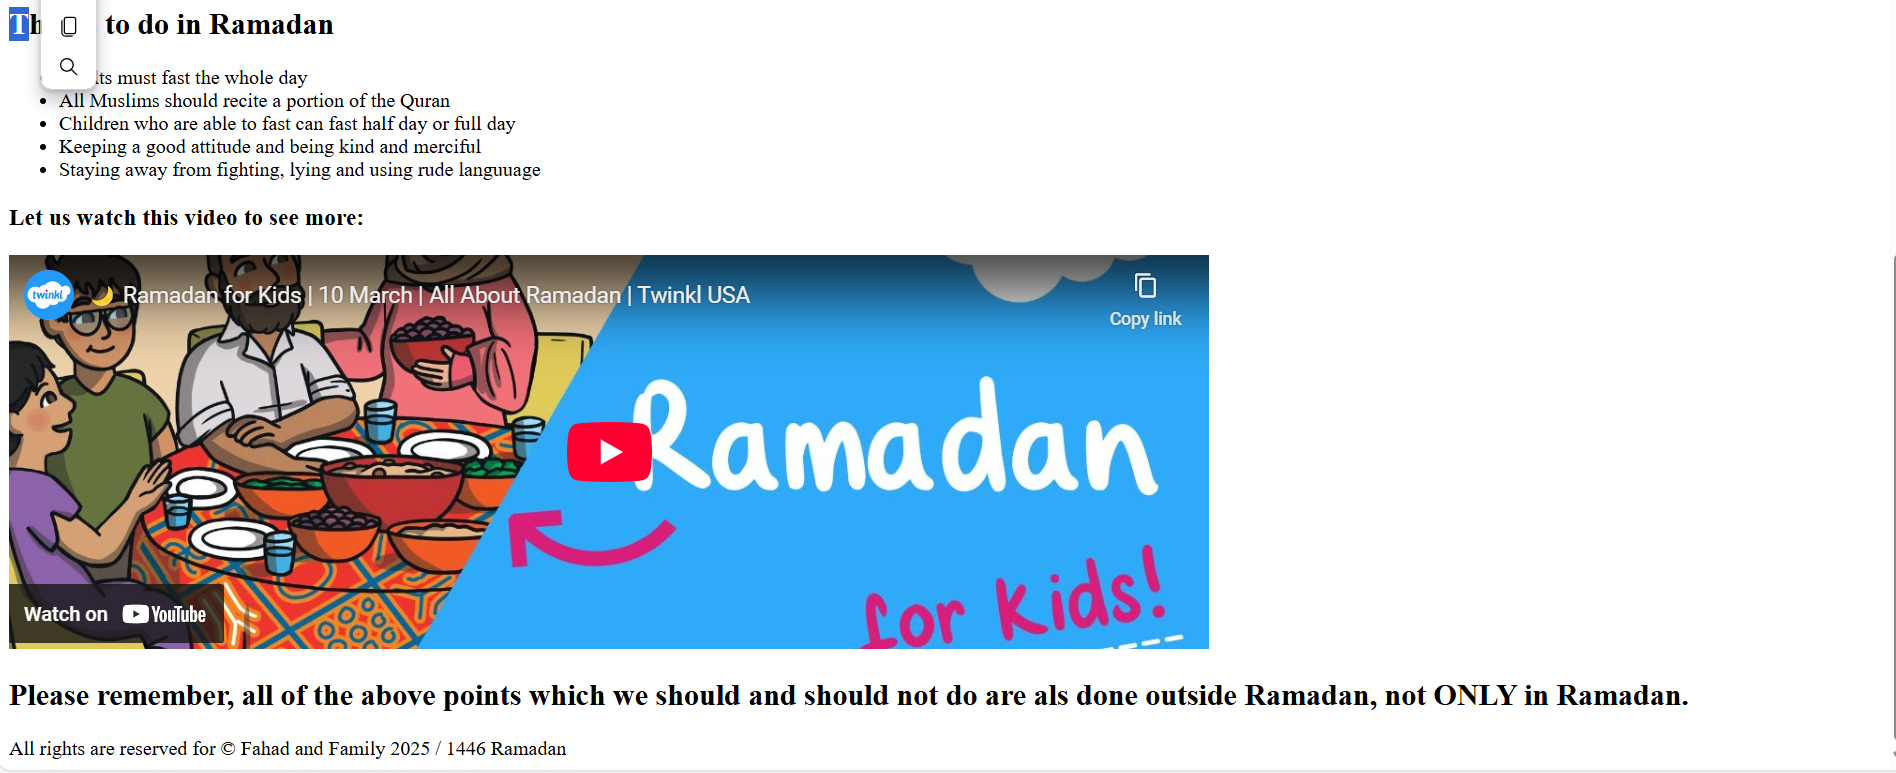 Th to do in Ramadan
lts must fast the whole day
All Muslims should recite a portion of the Quran
Children who are able to fast can fast half day or full day
Keeping a good attitude and being kind and merciful
Staying away from fighting, lying and using rude languuage
Let us watch this video to see more:
twinkl
Ramadan for Kids | 10 March | All About Ramadan | Twinkl USA
Copy link
Ramadan
for kids!
Watch on YouTube
Please remember, all of the above points which we should and should not do are als done outside Ramadan, not ONLY in Ramadan.
All rights are reserved for © Fahad and Family 2025 / 1446 Ramadan